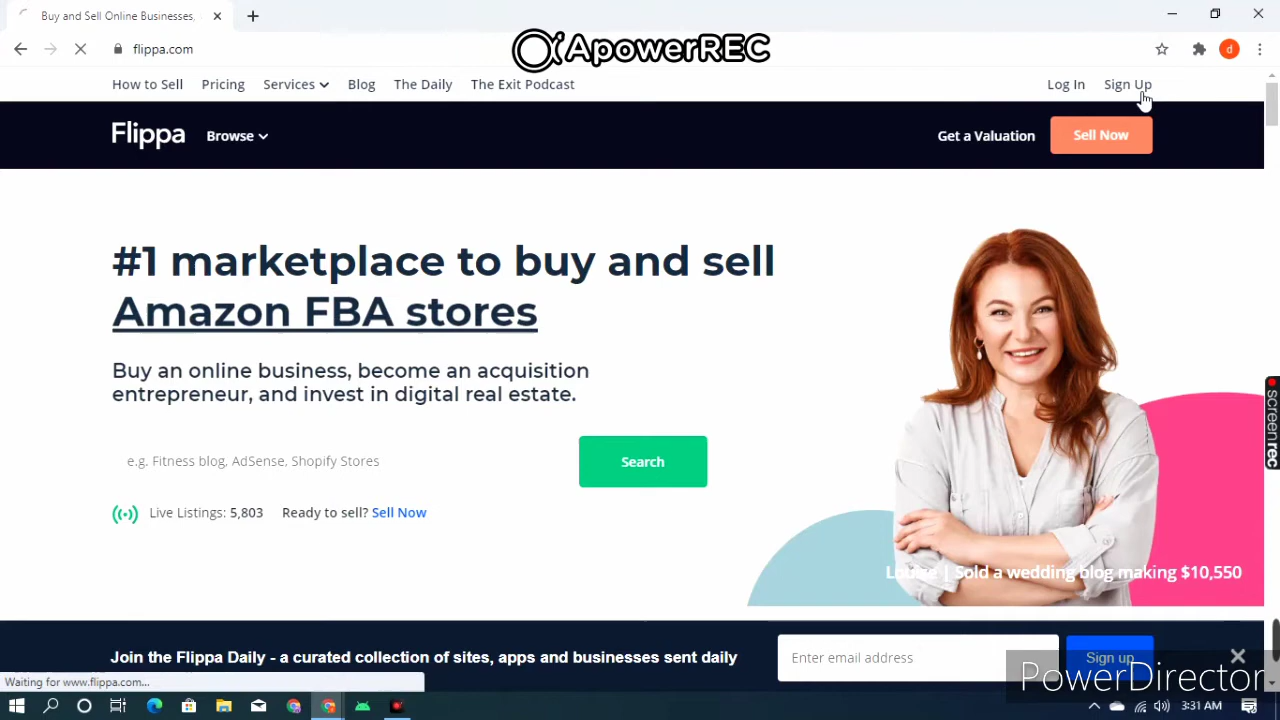 Buy and Sell Online Businesses,
flippa.com
ApowerREC
d
How to Sell Pricing Services Blog The Daily The Exit Podcast Log In Sign Up
Flippa Browse Get a Valuation Sell Now
#1 marketplace to buy and sell
Amazon FBA stores
Buy an online business, become an acquisition
entrepreneur, and invest in digital real estate.
e.g. Fitness blog, AdSense, Shopify Stores Search
Live Listings: 5,803 Ready to sell? Sell Now
| Sold a wedding blog making $10,550
screenrec
Join the Flippa Daily - a curated collection of sites, apps and businesses sent daily Enter email address Sign up
PowerDirector
Waiting for www.flippa.com...
3:31 AM